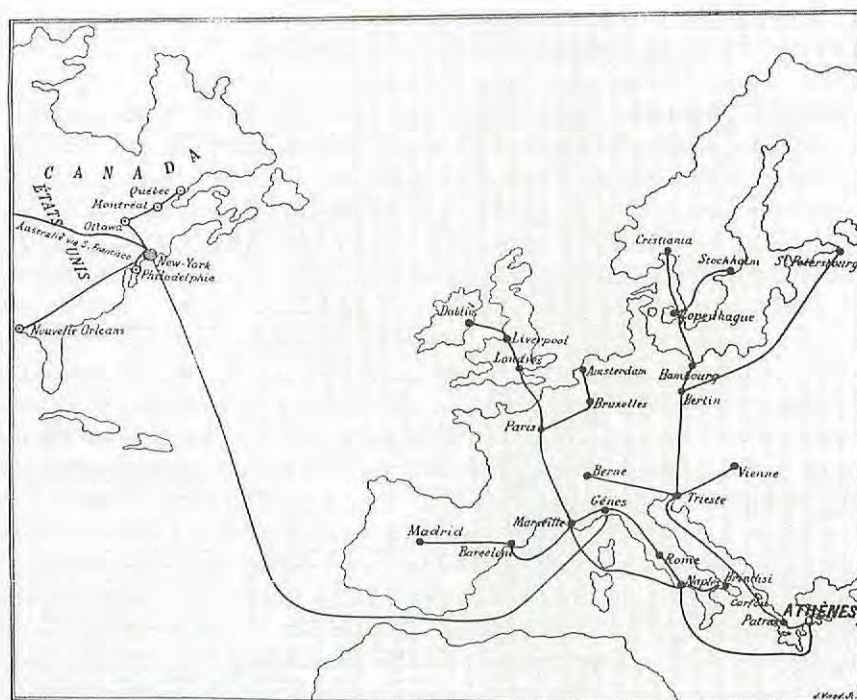 CANADA
Québec
Montréal
Ottawa
ÉTATS UNIS
Australie via S. Francisco
New-York
Philadelphie
Nouvelle Orleans
Cristiania
Stockholm
St Petersbourg
Copenhague
Dublin
Liverpool
Londres
Amsterdam
Hambourg
Bruxelles
Berlin
Paris
Berne
Vienne
Trieste
Gênes
Marseille
Madrid
Barcelone
Rome
Naples
Brindisi
Corfou
ATHÈNES
Patras